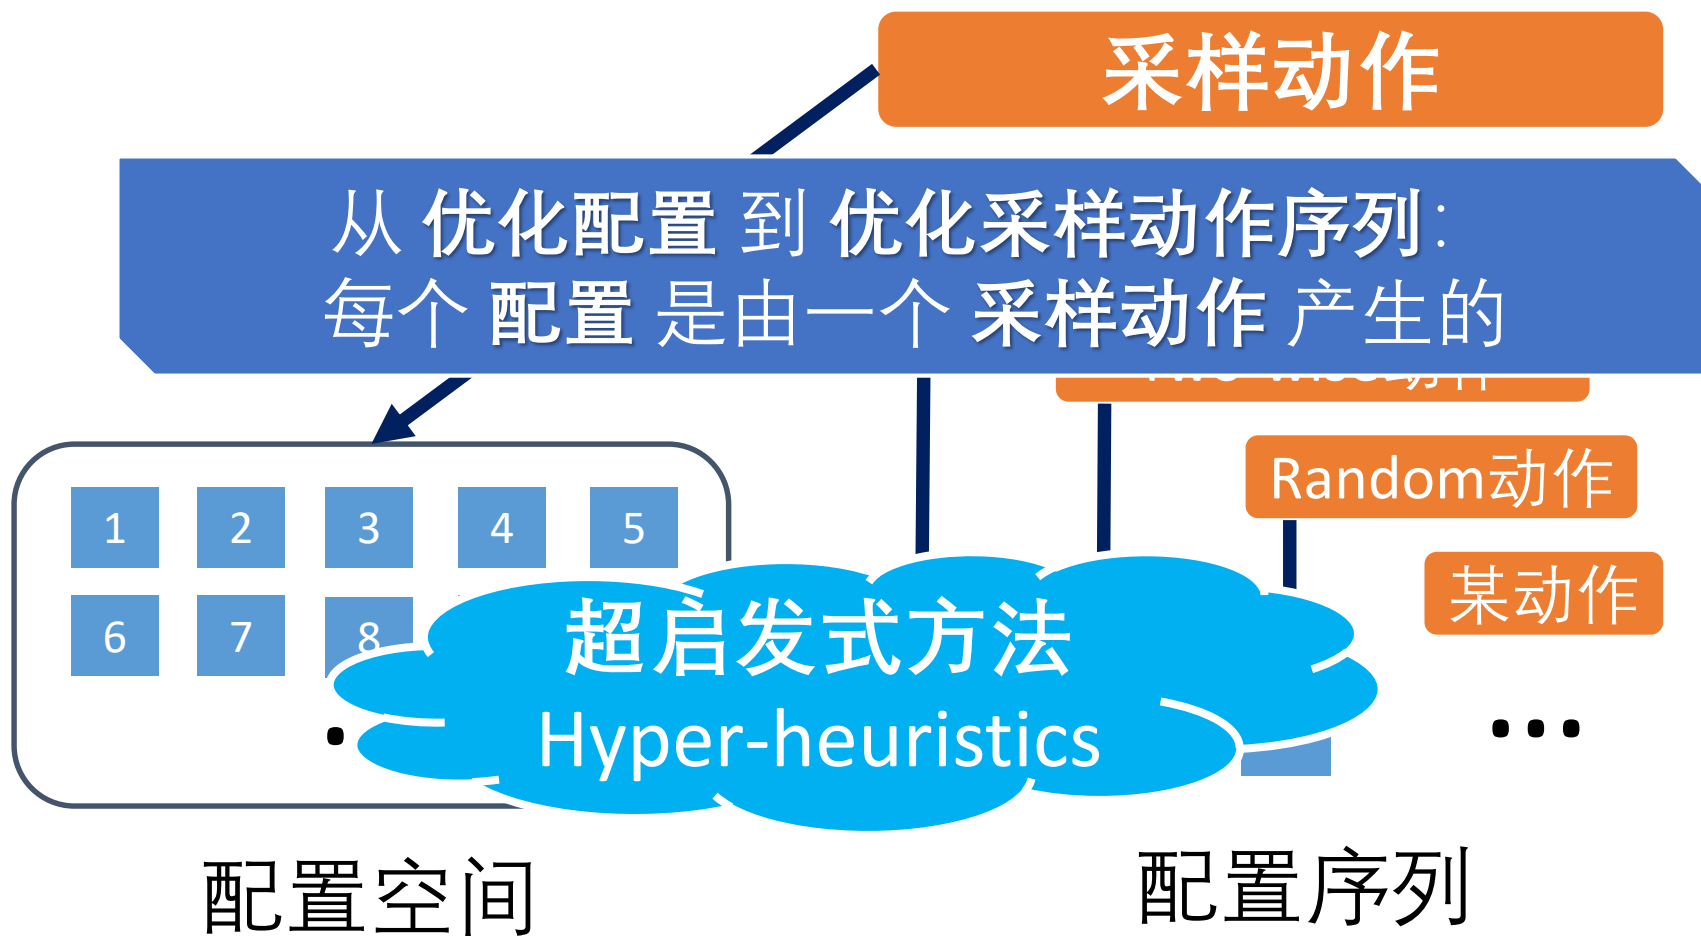 采样动作
从 优化配置 到 优化采样动作序列：
每个 配置 是由一个 采样动作 产生的
Random动作
1 2 3 4 5
某动作
6 7 8
超启发式方法
Hyper-heuristics
...
配置空间
配置序列